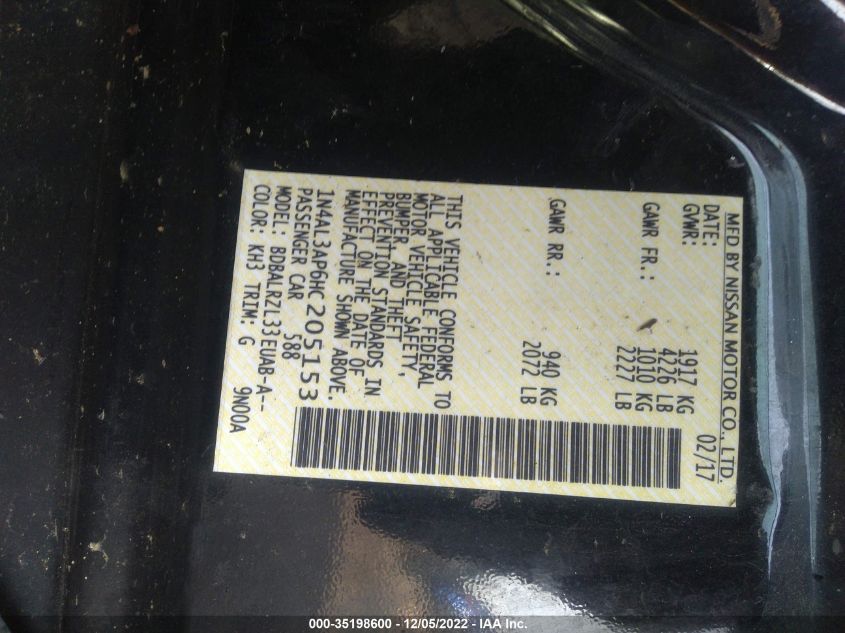 MFD BY NISSAN MOTOR CO., LTD.
DATE: 02/17
GVWR: 1917 KG
4226 LB
GAWR FR.: 1010 KG
2227 LB
GAWR RR.: 940 KG
2072 LB
THIS VEHICLE CONFORMS TO
ALL APPLICABLE FEDERAL
MOTOR VEHICLE SAFETY,
BUMPER, AND THEFT
PREVENTION STANDARDS IN
EFFECT ON THE DATE OF
MANUFACTURE SHOWN ABOVE.
1N4AL3AP6HC205153
PASSENGER CAR 588
MODEL: BDBALRZL33EUAB-A--
COLOR: KH3 TRIM: G 9N00A
000-35198600 - 12/05/2022 - IAA Inc.